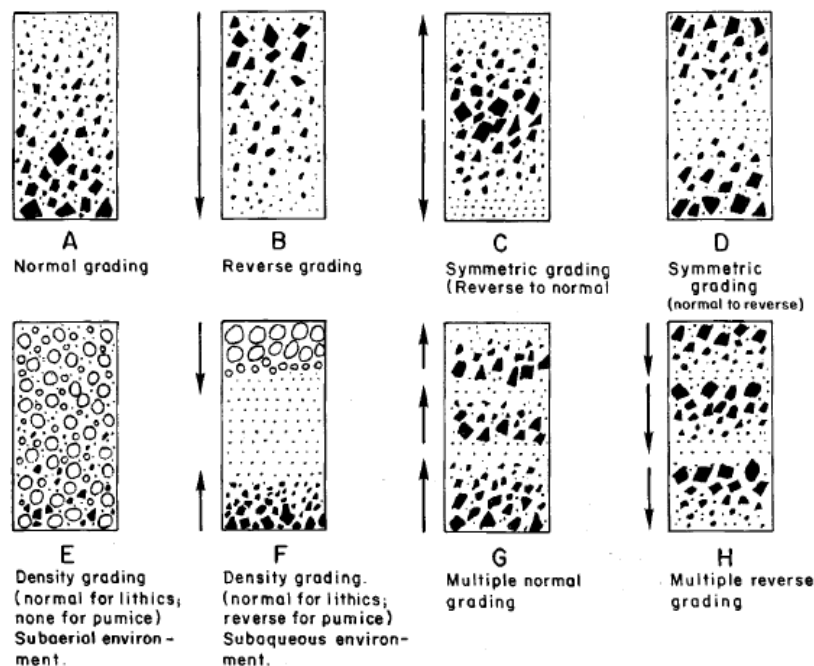 A
Normal grading
B
Reverse grading
C
Symmetric grading
(Reverse to normal
D
Symmetric
grading
(normal to reverse)
E
Density grading
(normal for lithics;
none for pumice)
Subaerial environ-
ment.
F
Density grading.
(normal for lithics;
reverse for pumice)
Subaqueous environ-
ment.
G
Multiple normal
grading
H
Multiple reverse
grading